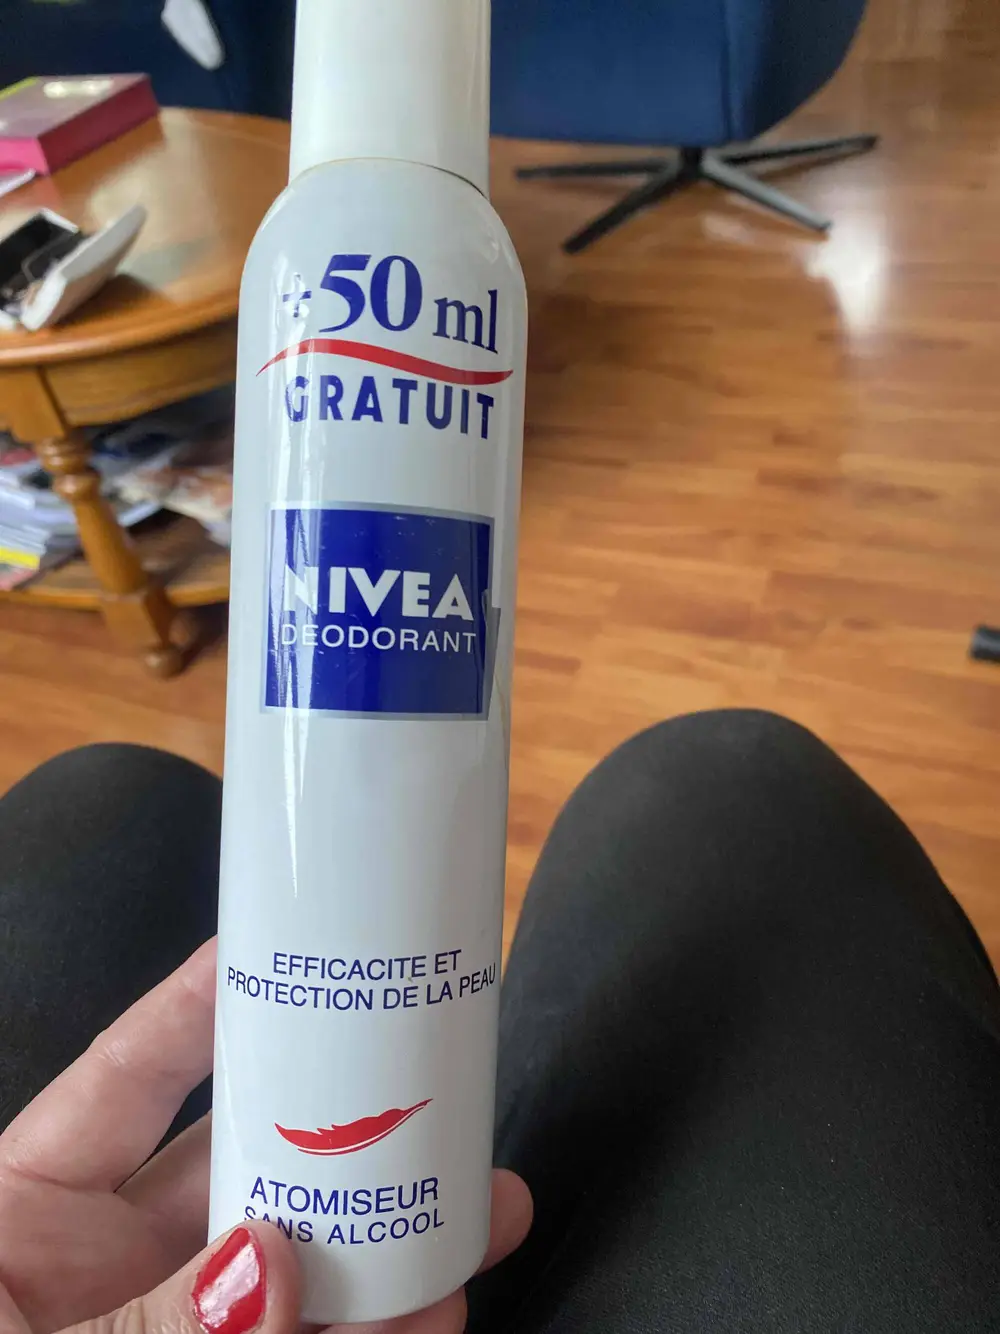 +50 ml
GRATUIT
NIVEA
DEODORANT
EFFICACITE ET
PROTECTION DE LA PEAU
ATOMISEUR
SANS ALCOOL